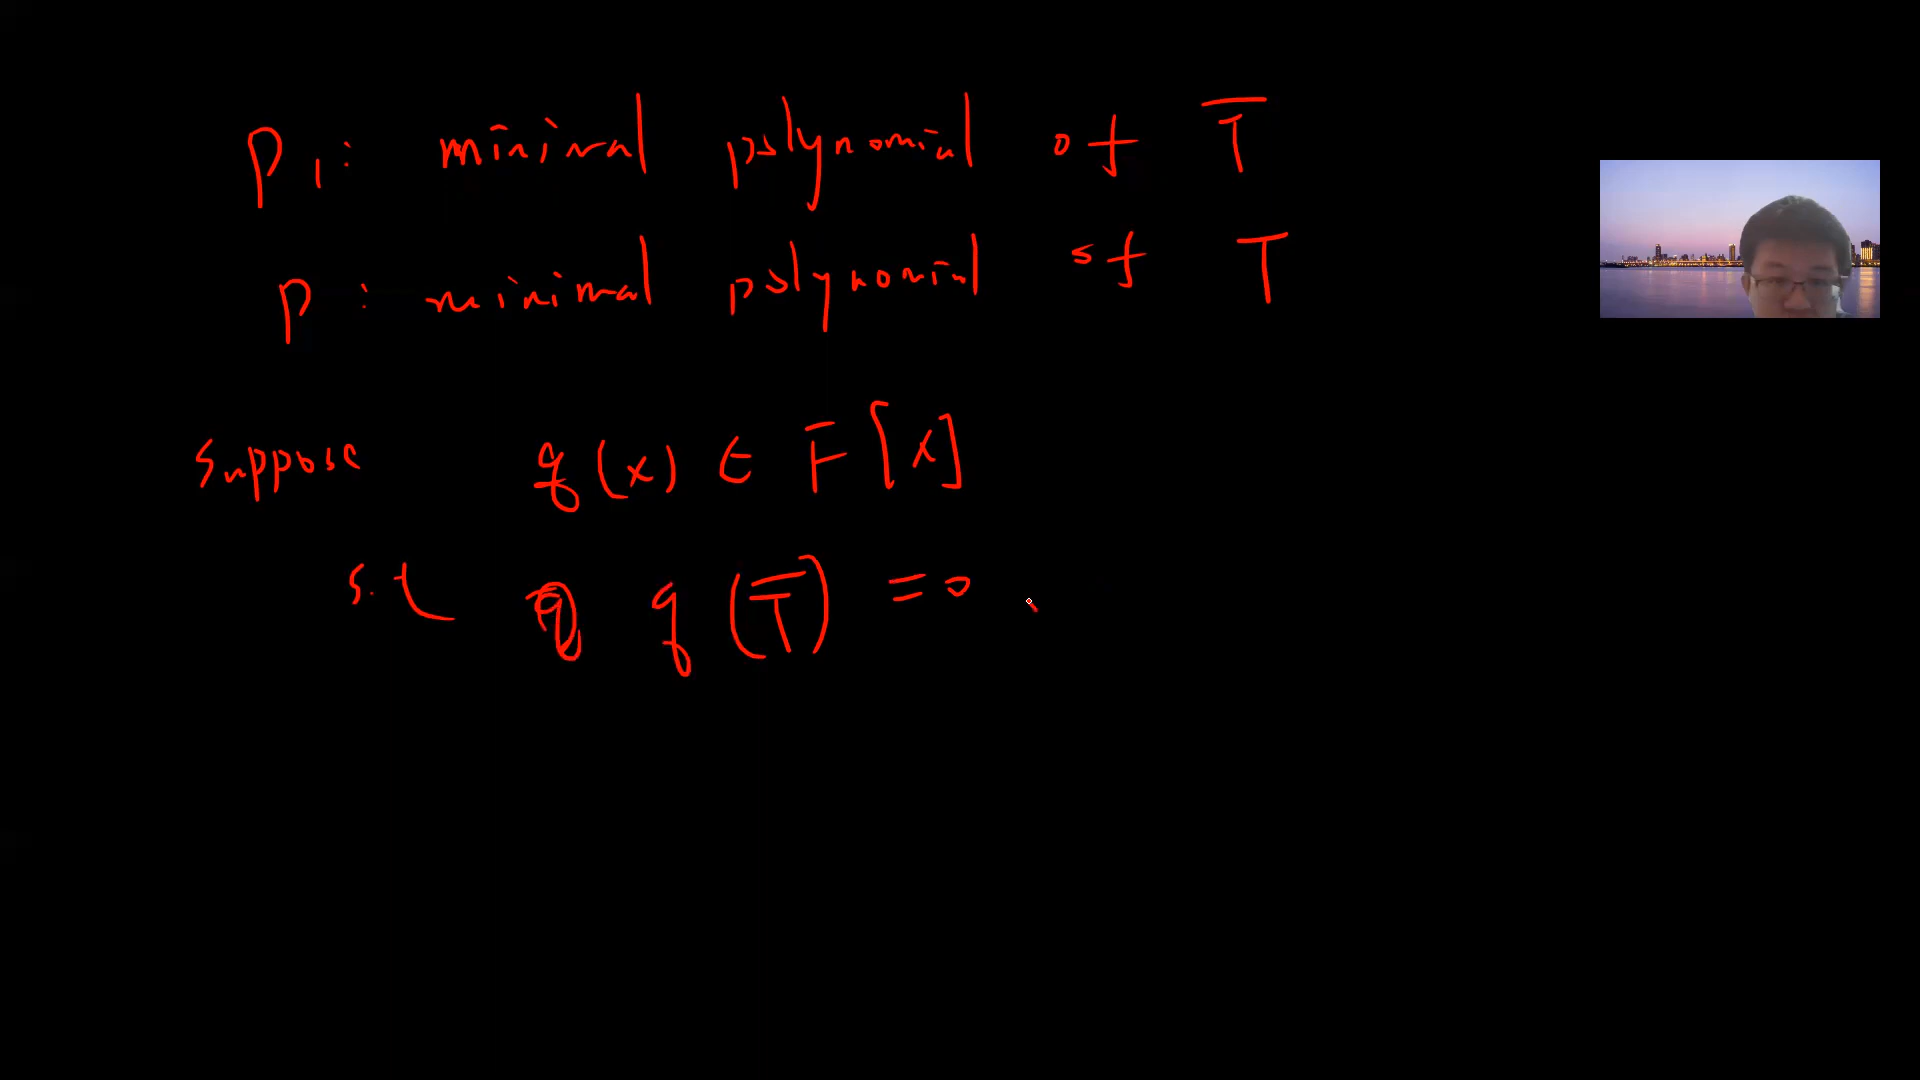 P₁: minimal polynomial of T̅
P : minimal polynomial of T
Suppose q(x) ∈ F[x]
s.t q(T̅) = 0